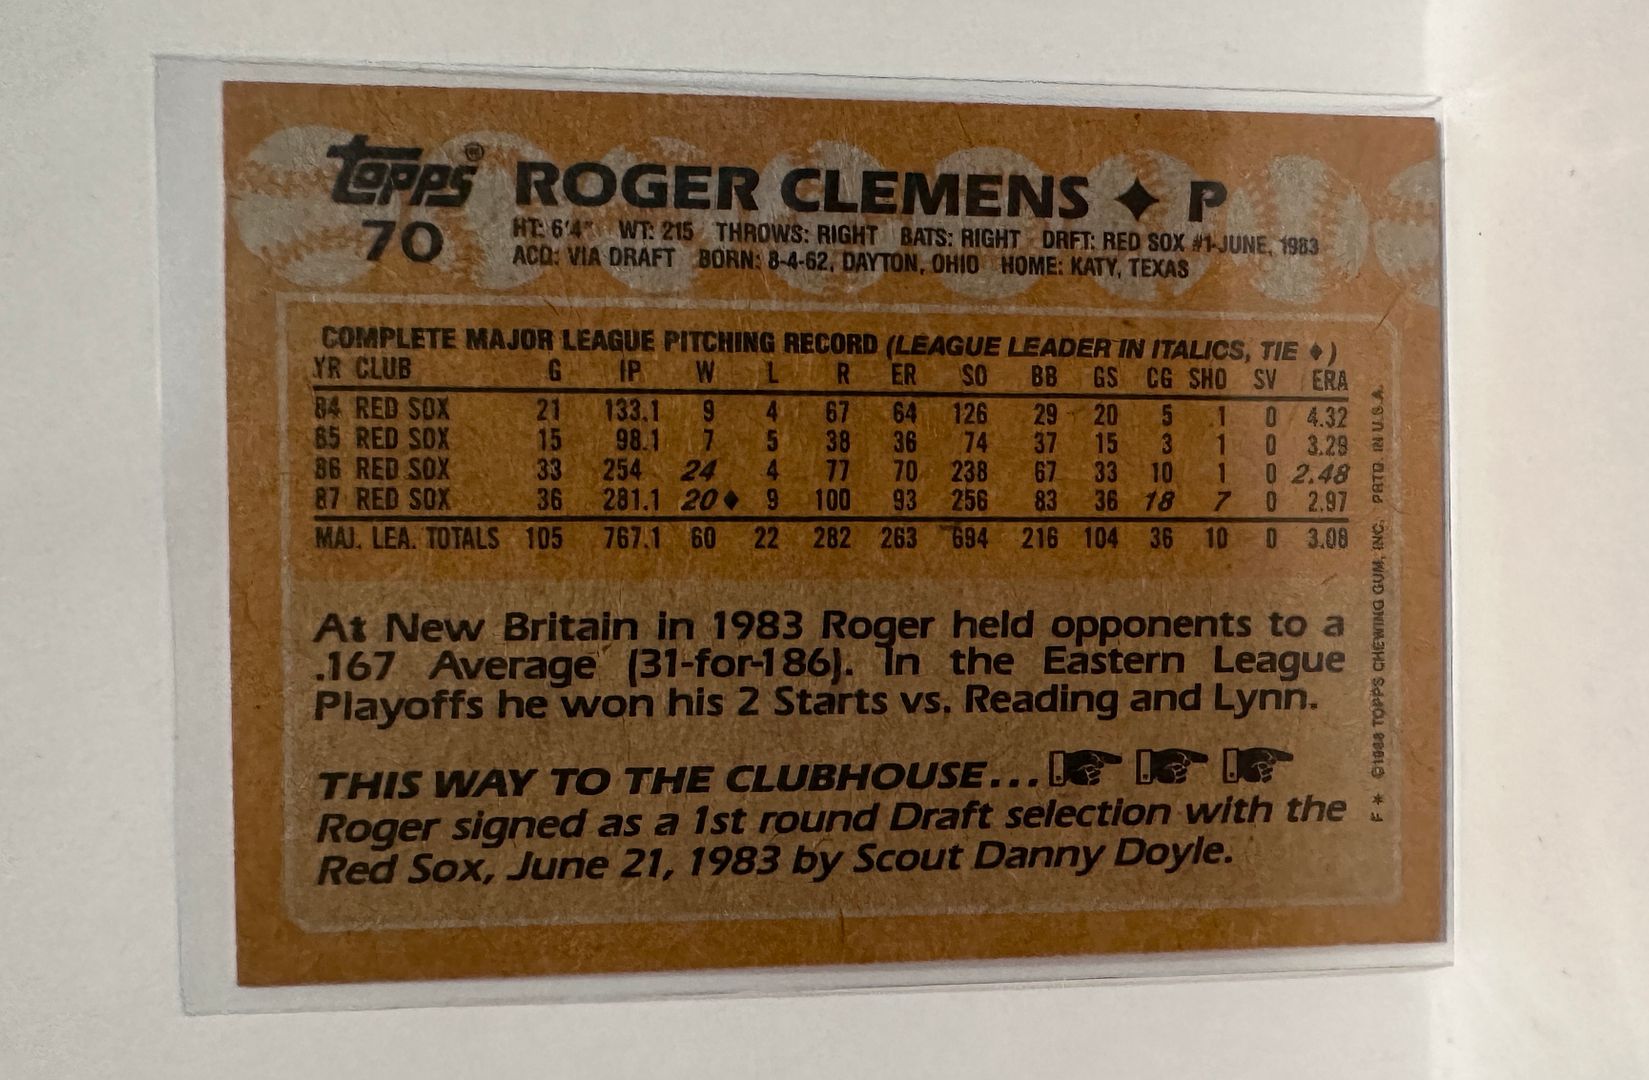 topps® ROGER CLEMENS ♦ P
70 HT: 6'4" WT: 215 THROWS: RIGHT BATS: RIGHT DRFT: RED SOX #1-JUNE, 1983
ACQ: VIA DRAFT BORN: 8-4-62, DAYTON, OHIO HOME: KATY, TEXAS
COMPLETE MAJOR LEAGUE PITCHING RECORD (LEAGUE LEADER IN ITALICS, TIE ♦)
YR CLUB G IP W L R ER SO BB GS CG SHO SV ERA
84 RED SOX 21 133.1 9 4 67 64 126 29 20 5 1 0 4.32
85 RED SOX 15 98.1 7 5 38 36 74 37 15 3 1 0 3.29
86 RED SOX 33 254 24 4 77 70 238 67 33 10 1 0 2.48
87 RED SOX 36 281.1 20♦ 9 100 93 256 83 36 18 7 0 2.97
MAJ. LEA. TOTALS 105 767.1 60 22 282 263 694 216 104 36 10 0 3.08
At New Britain in 1983 Roger held opponents to a
.167 Average (31-for-186). In the Eastern League
Playoffs he won his 2 Starts vs. Reading and Lynn.
THIS WAY TO THE CLUBHOUSE...
Roger signed as a 1st round Draft selection with the
Red Sox, June 21, 1983 by Scout Danny Doyle.
F* ©1988 TOPPS CHEWING GUM, INC. PRTD. IN U.S.A.